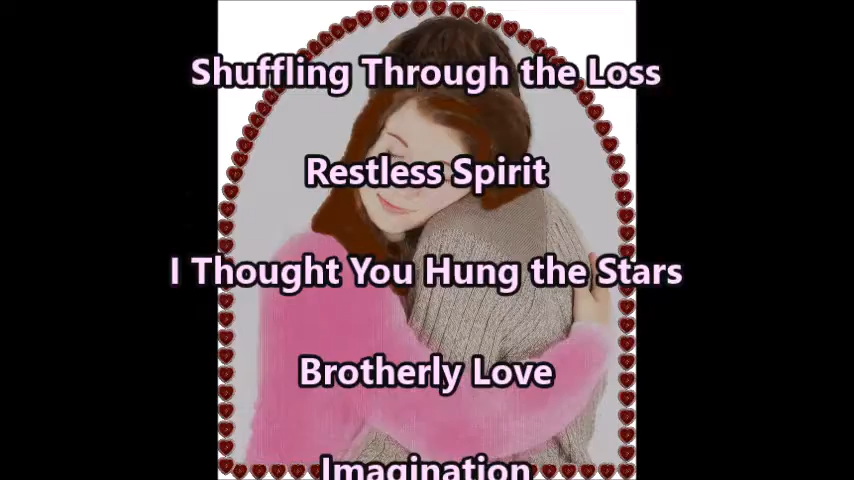 Shuffling Through the Loss
Restless Spirit
I Thought You Hung the Stars
Brotherly Love
Imagination